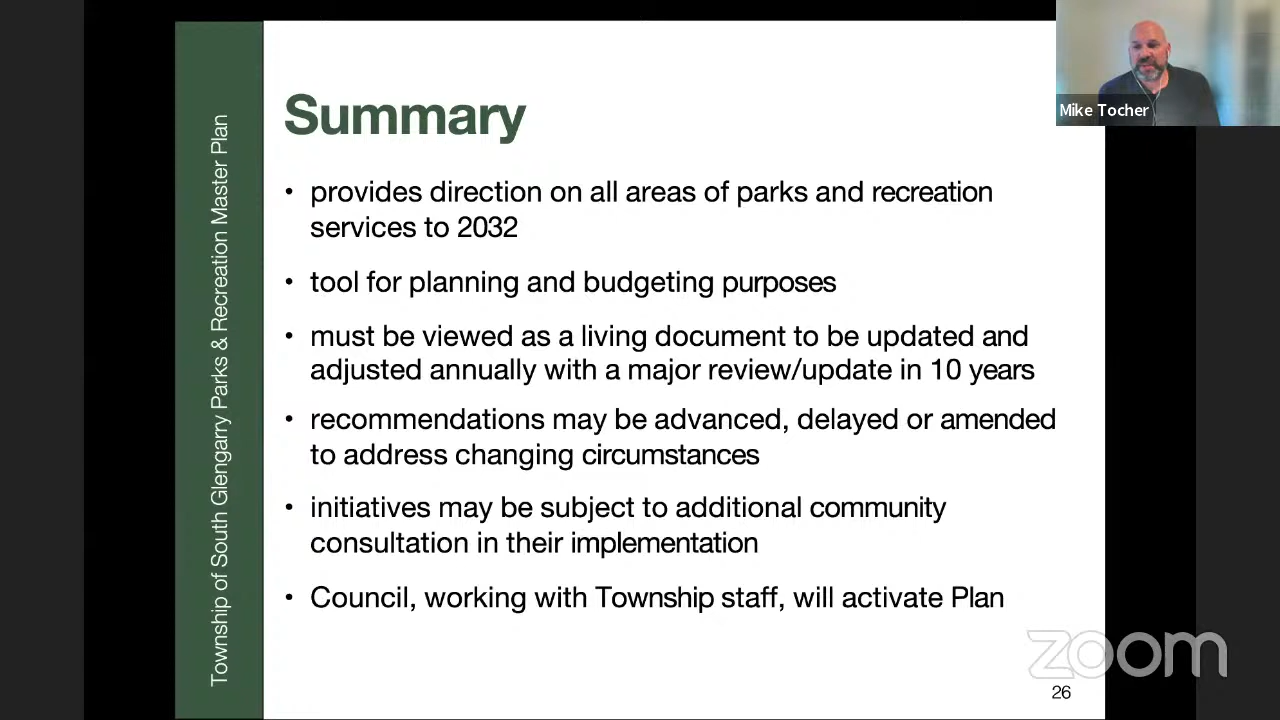 Township of South Glengarry Parks & Recreation Master Plan
Summary
• provides direction on all areas of parks and recreation
services to 2032
• tool for planning and budgeting purposes
• must be viewed as a living document to be updated and
adjusted annually with a major review/update in 10 years
• recommendations may be advanced, delayed or amended
to address changing circumstances
• initiatives may be subject to additional community
consultation in their implementation
• Council, working with Township staff, will activate Plan
26
Mike Tocher
zoom